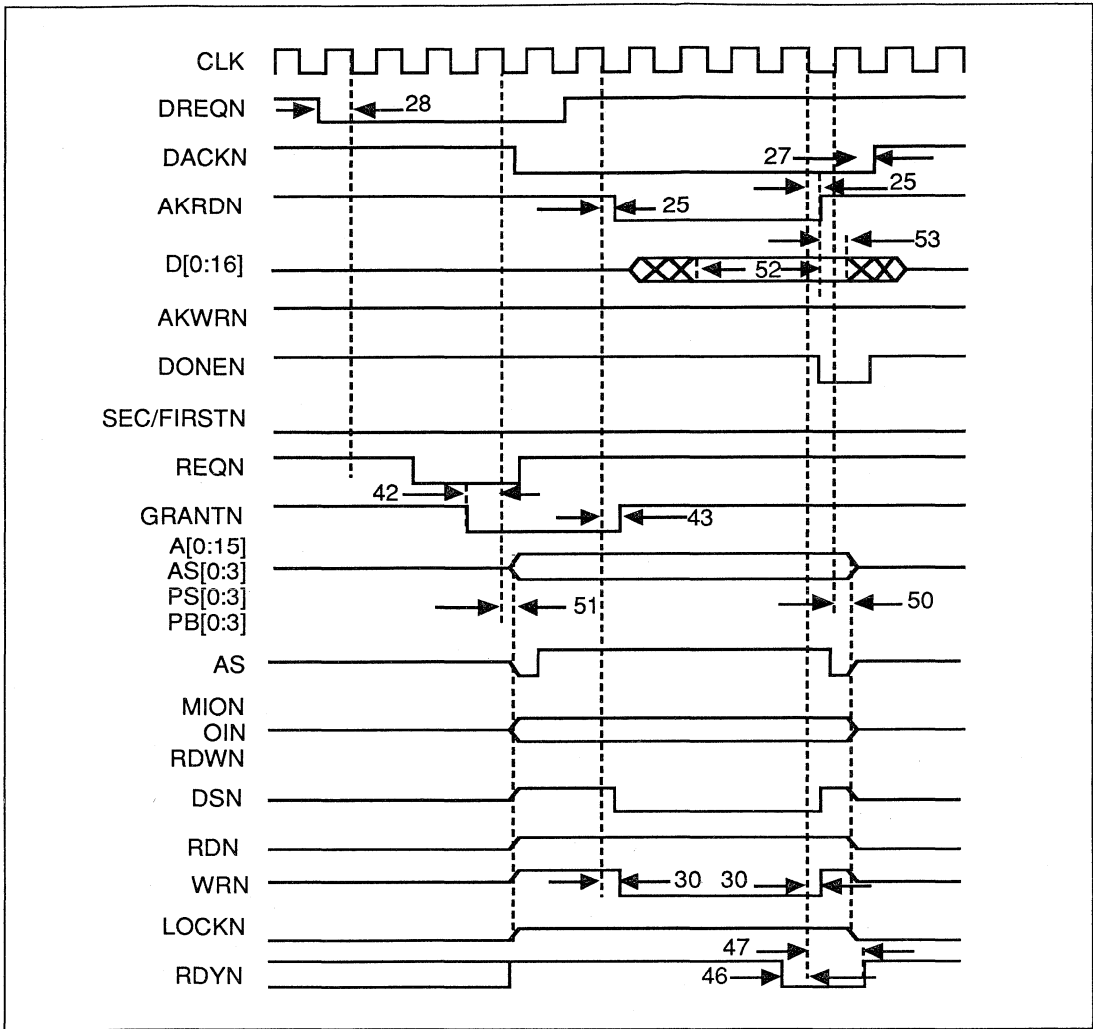 CLK
DREQN 28
DACKN 27
25
AKRDN 25
53
D[0:16] 52
AKWRN
DONEN
SEC/FIRSTN
REQN
42
GRANTN 43
A[0:15]
AS[0:3]
PS[0:3] 51 50
PB[0:3]
AS
MION
OIN
RDWN
DSN
RDN
WRN 30 30
LOCKN
47
RDYN 46